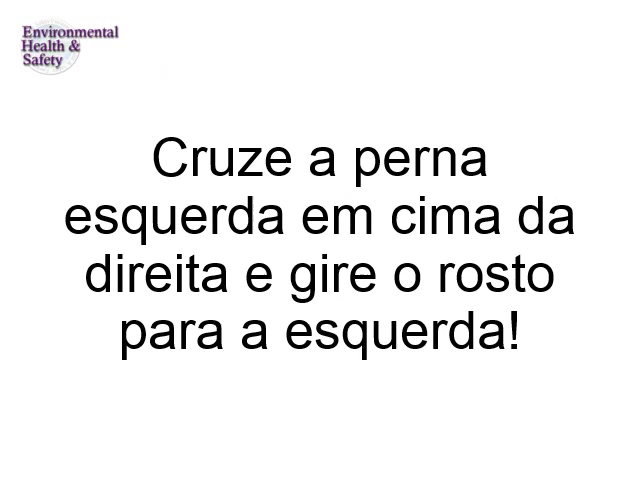 Environmental
Health &
Safety
Cruze a perna
esquerda em cima da
direita e gire o rosto
para a esquerda!